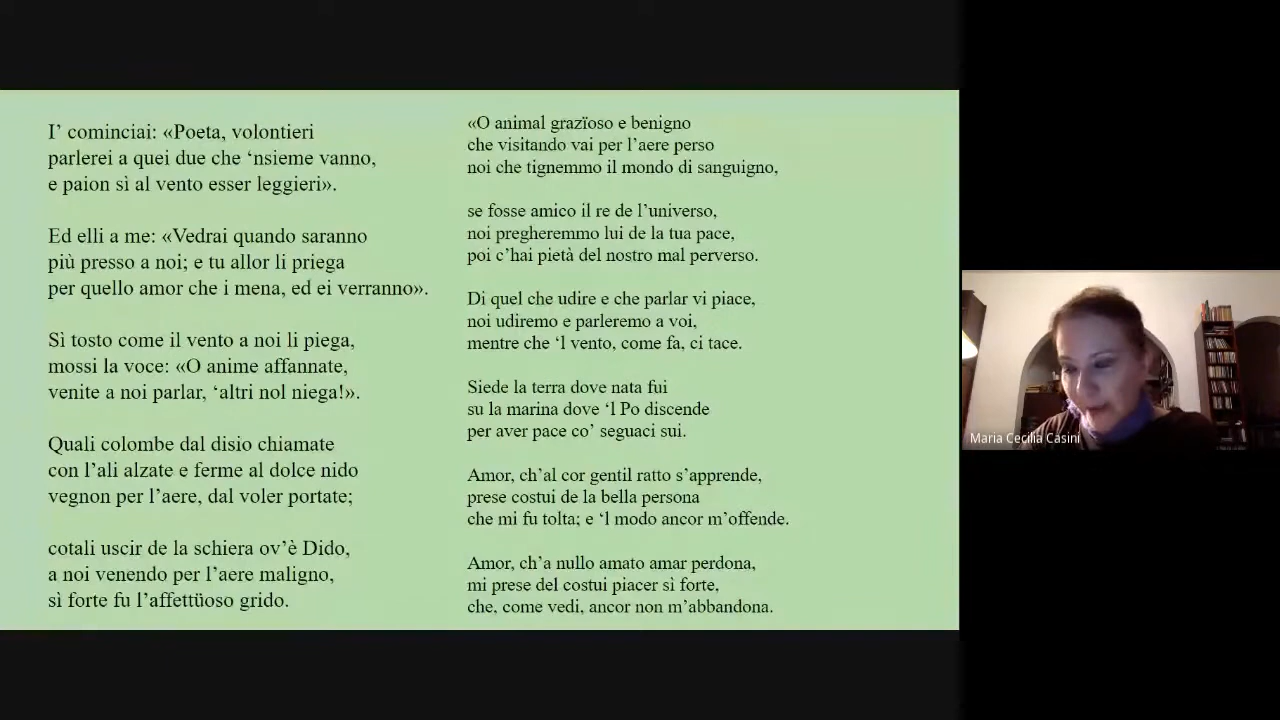 I’ cominciai: «Poeta, volontieri
parlerei a quei due che ‘nsieme vanno,
e paion sì al vento esser leggieri».
Ed elli a me: «Vedrai quando saranno
più presso a noi; e tu allor li priega
per quello amor che i mena, ed ei verranno».
Sì tosto come il vento a noi li piega,
mossi la voce: «O anime affannate,
venite a noi parlar, ‘altri nol niega!».
Quali colombe dal disio chiamate
con l’ali alzate e ferme al dolce nido
vegnon per l’aere, dal voler portate;
cotali uscir de la schiera ov’è Dido,
a noi venendo per l’aere maligno,
sì forte fu l’affettüoso grido.
«O animal grazïoso e benigno
che visitando vai per l’aere perso
noi che tignemmo il mondo di sanguigno,
se fosse amico il re de l’universo,
noi pregheremmo lui de la tua pace,
poi c’hai pietà del nostro mal perverso.
Di quel che udire e che parlar vi piace,
noi udiremo e parleremo a voi,
mentre che ‘l vento, come fa, ci tace.
Siede la terra dove nata fui
su la marina dove ‘l Po discende
per aver pace co’ seguaci sui.
Amor, ch’al cor gentil ratto s’apprende,
prese costui de la bella persona
che mi fu tolta; e ‘l modo ancor m’offende.
Amor, ch’a nullo amato amar perdona,
mi prese del costui piacer sì forte,
che, come vedi, ancor non m’abbandona.
Maria Cecilia Casini